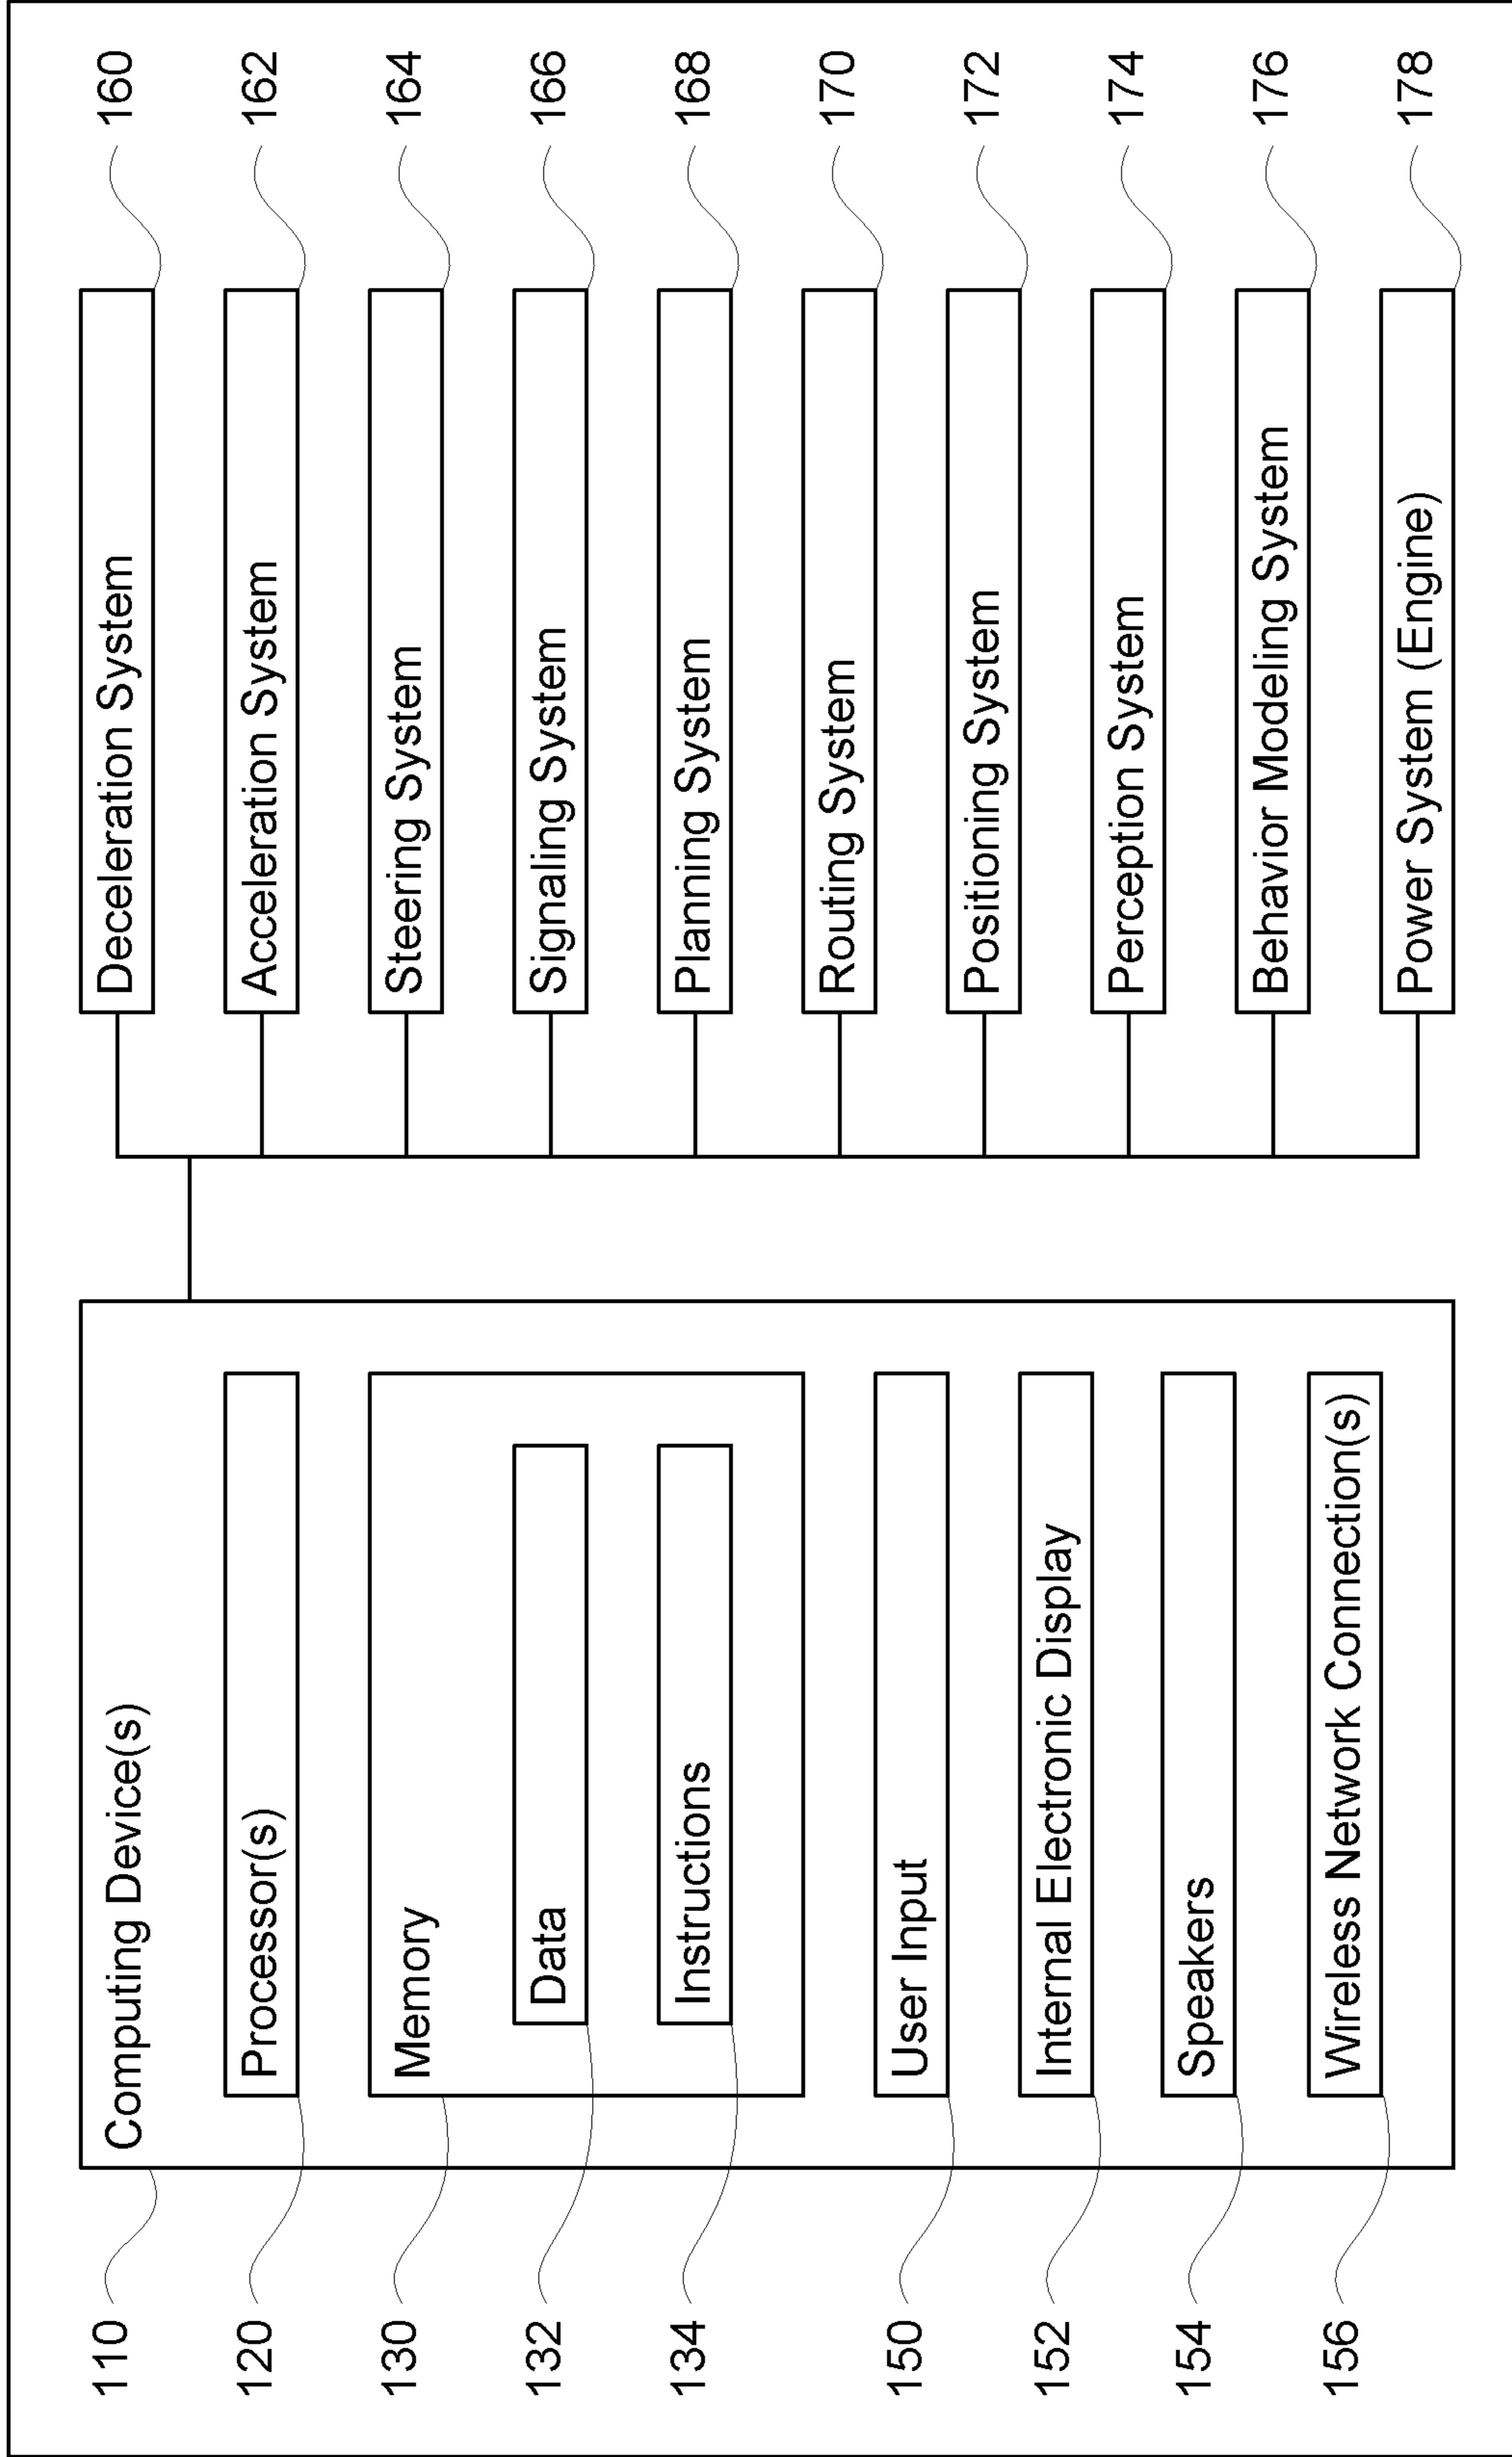 110
Computing Device(s)
120
Processor(s)
130
Memory
132
Data
134
Instructions
150
User Input
152
Internal Electronic Display
154
Speakers
156
Wireless Network Connection(s)
Deceleration System
160
Acceleration System
162
Steering System
164
Signaling System
166
Planning System
168
Routing System
170
Positioning System
172
Perception System
174
Behavior Modeling System
176
Power System (Engine)
178